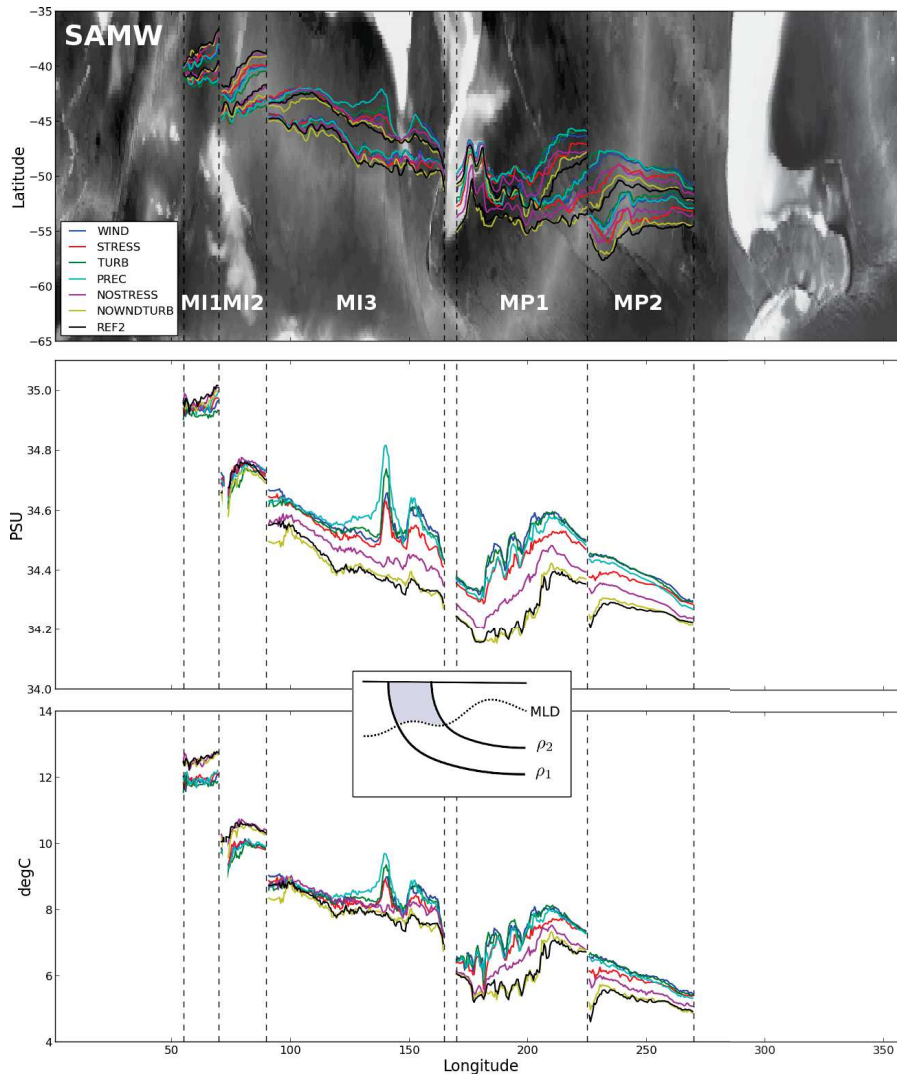 SAMW
Latitude
−35
−40
−45
−50
−55
−60
−65
WIND
STRESS
TURB
PREC
NOSTRESS
NOWNDTURB
REF2
MI1 MI2 MI3 MP1 MP2
PSU
35.0
34.8
34.6
34.4
34.2
34.0
MLD
ρ2
ρ1
degC
14
12
10
8
6
4
50 100 150 200 250 300 350
Longitude